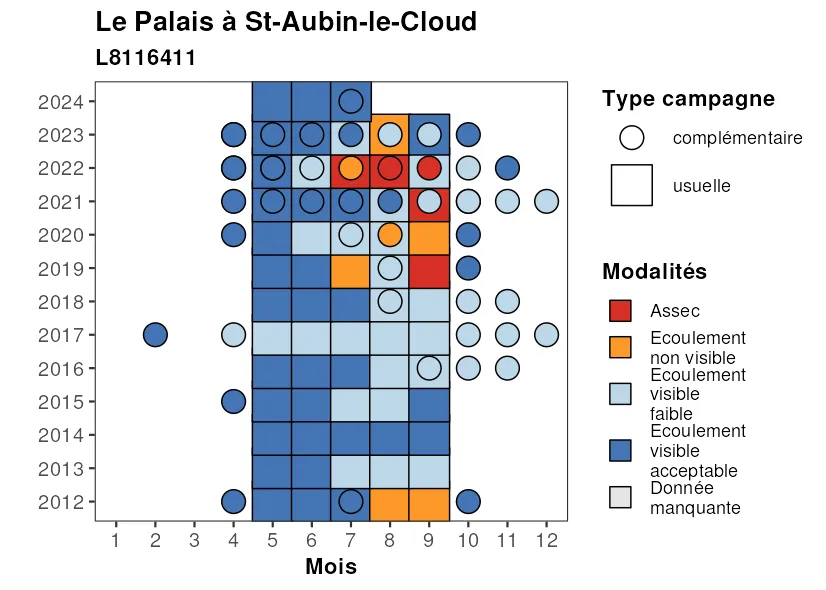 Le Palais à St-Aubin-le-Cloud
L8116411
2024
2023
2022
2021
2020
2019
2018
2017
2016
2015
2014
2013
2012
1 2 3 4 5 6 7 8 9 10 11 12
Mois
Type campagne
complémentaire
usuelle
Modalités
Assec
Ecoulement
non visible
Ecoulement
visible
faible
Ecoulement
visible
acceptable
Donnée
manquante